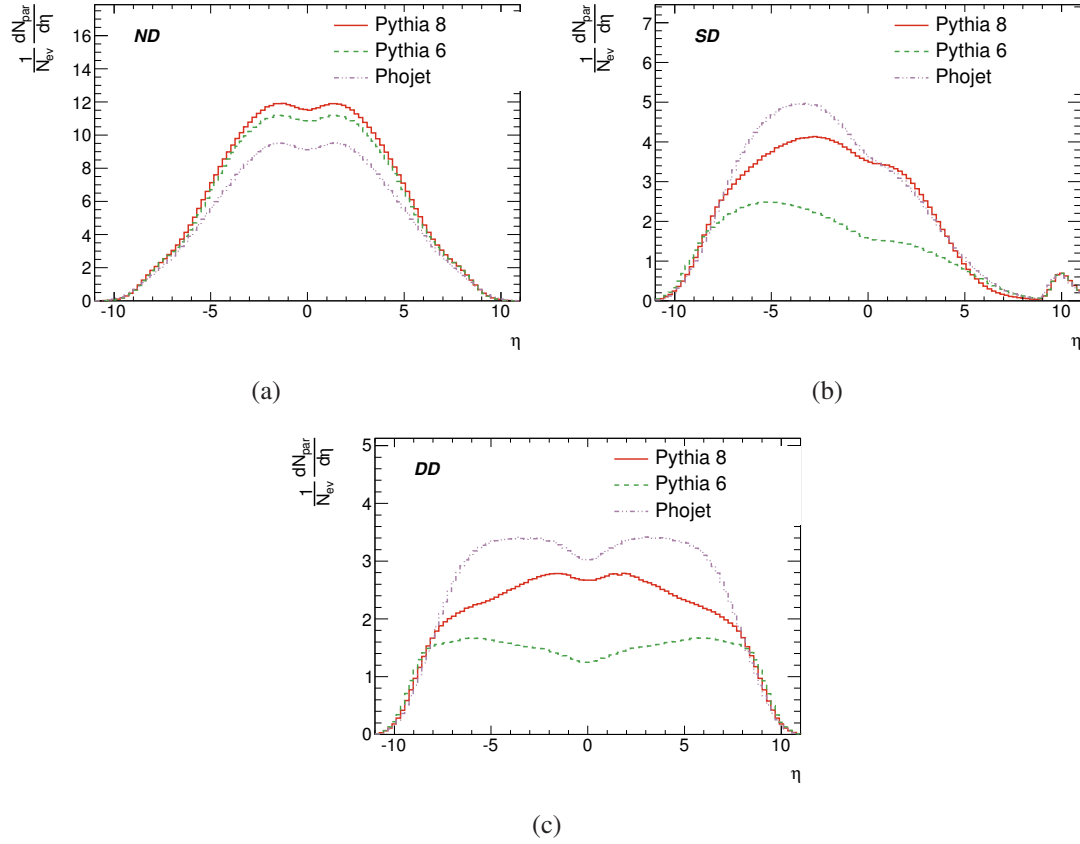 1/N_ev dN_par/dη
ND
Pythia 8
Pythia 6
Phojet
16
14
12
10
8
6
4
2
0
-10 -5 0 5 10
η
(a)
1/N_ev dN_par/dη
SD
Pythia 8
Pythia 6
Phojet
7
6
5
4
3
2
1
0
-10 -5 0 5 10
η
(b)
1/N_ev dN_par/dη
DD
Pythia 8
Pythia 6
Phojet
5
4
3
2
1
0
-10 -5 0 5 10
η
(c)